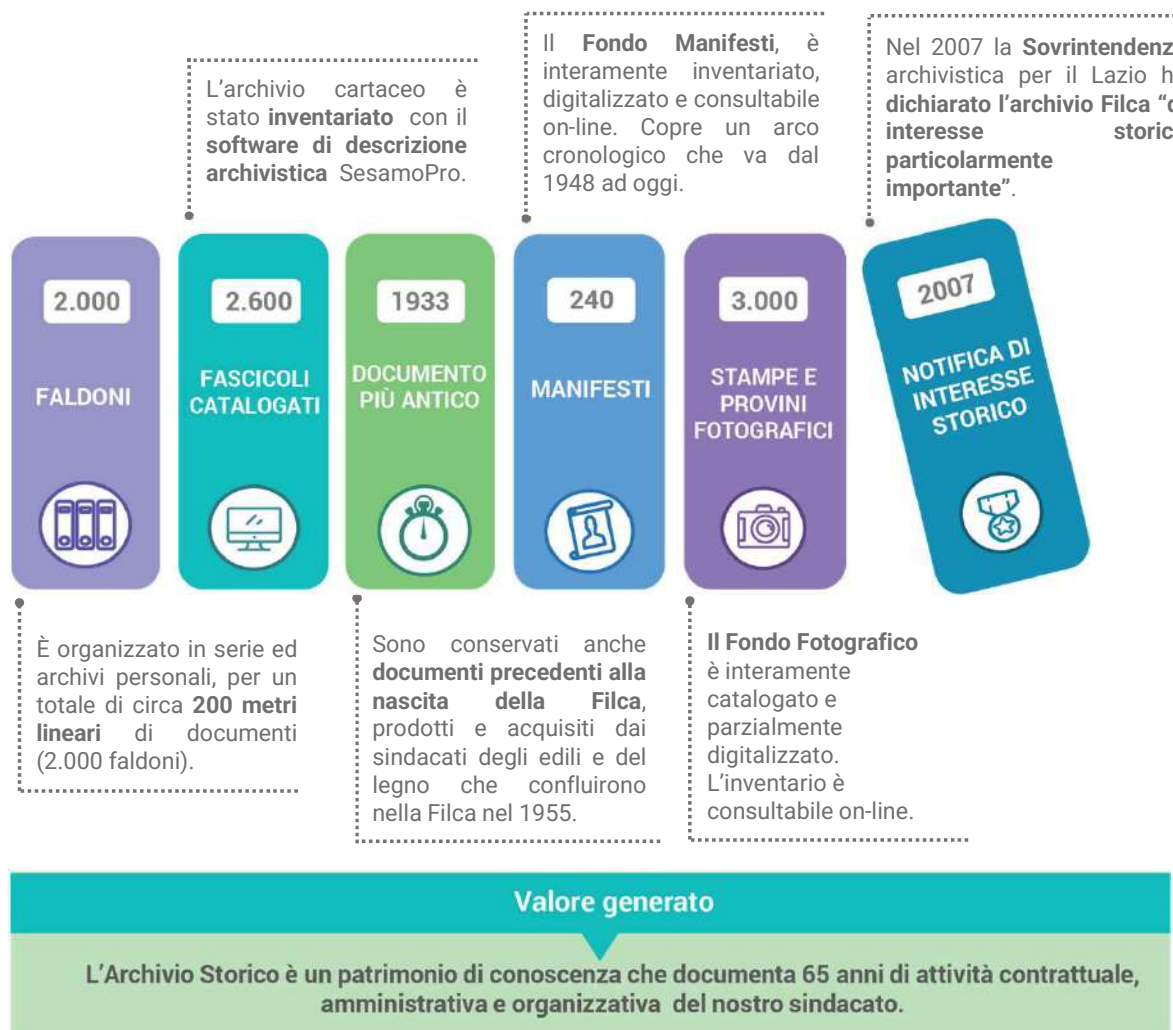 L'archivio cartaceo è
stato inventariato con il
software di descrizione
archivistica SesamoPro.
Il Fondo Manifesti, è
interamente inventariato,
digitalizzato e consultabile
on-line. Copre un arco
cronologico che va dal
1948 ad oggi.
Nel 2007 la Sovrintendenz
archivistica per il Lazio h
dichiarato l'archivio Filca "d
interesse storic
particolarmente
importante".
2.000
FALDONI
2.600
FASCICOLI
CATALOGATI
1933
DOCUMENTO
PIÙ ANTICO
240
MANIFESTI
3.000
STAMPE E
PROVINI
FOTOGRAFICI
2007
NOTIFICA DI
INTERESSE
STORICO
È organizzato in serie ed
archivi personali, per un
totale di circa 200 metri
lineari di documenti
(2.000 faldoni).
Sono conservati anche
documenti precedenti alla
nascita della Filca,
prodotti e acquisiti dai
sindacati degli edili e del
legno che confluirono
nella Filca nel 1955.
Il Fondo Fotografico
è interamente
catalogato e
parzialmente
digitalizzato.
L'inventario è
consultabile on-line.
Valore generato
L'Archivio Storico è un patrimonio di conoscenza che documenta 65 anni di attività contrattuale,
amministrativa e organizzativa del nostro sindacato.